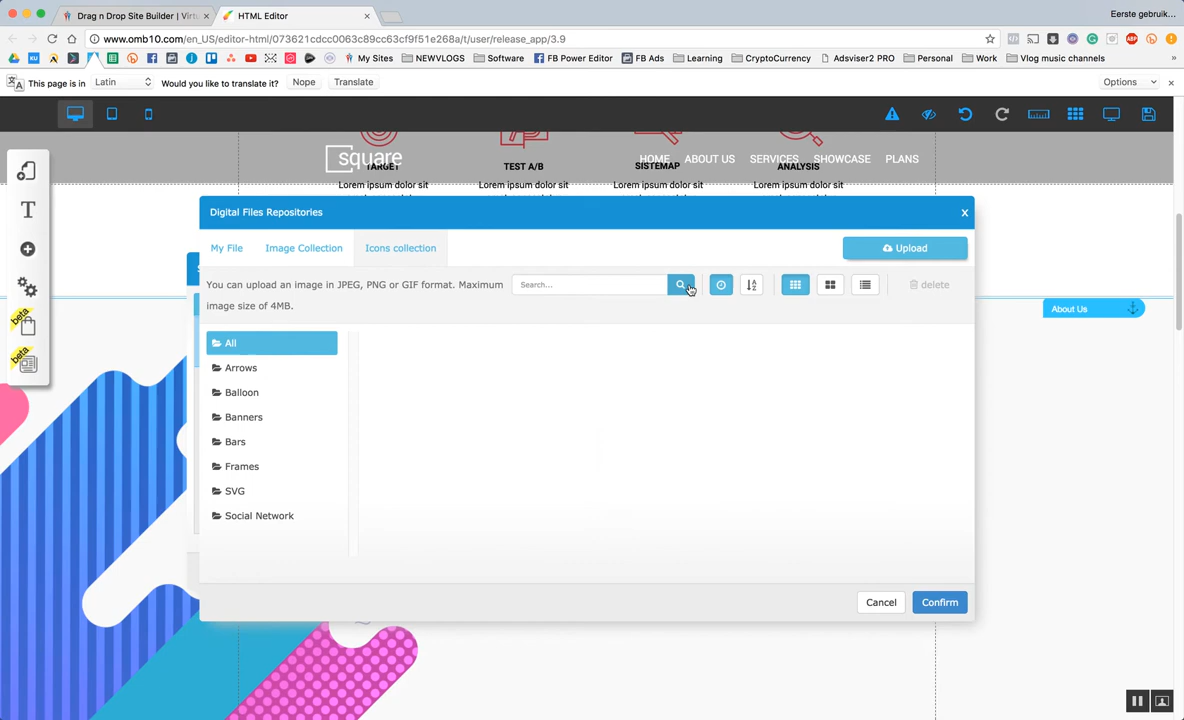 Drag n Drop Site Builder | Virtu
HTML Editor
Eerste gebruik...
www.omb10.com/en_US/editor-html/073621cdcc0063c89cc63cf9f51e268a/t/user/release_app/3.9
My Sites
NEWVLOGS
Software
FB Power Editor
FB Ads
Learning
CryptoCurrency
Adsviser2 PRO
Personal
Work
Vlog music channels
This page is in
Latin
Would you like to translate it?
Nope
Translate
Options
square
HOME
ABOUT US
SERVICES
SHOWCASE
PLANS
TARGET
TEST A/B
SISTEMAP
ANALYSIS
Lorem ipsum dolor sit
Lorem ipsum dolor sit
Lorem ipsum dolor sit
Lorem ipsum dolor sit
Digital Files Repositories
x
My File
Image Collection
Icons collection
Upload
You can upload an image in JPEG, PNG or GIF format. Maximum
image size of 4MB.
Search...
delete
All
Arrows
Balloon
Banners
Bars
Frames
SVG
Social Network
About Us
beta
beta
Cancel
Confirm